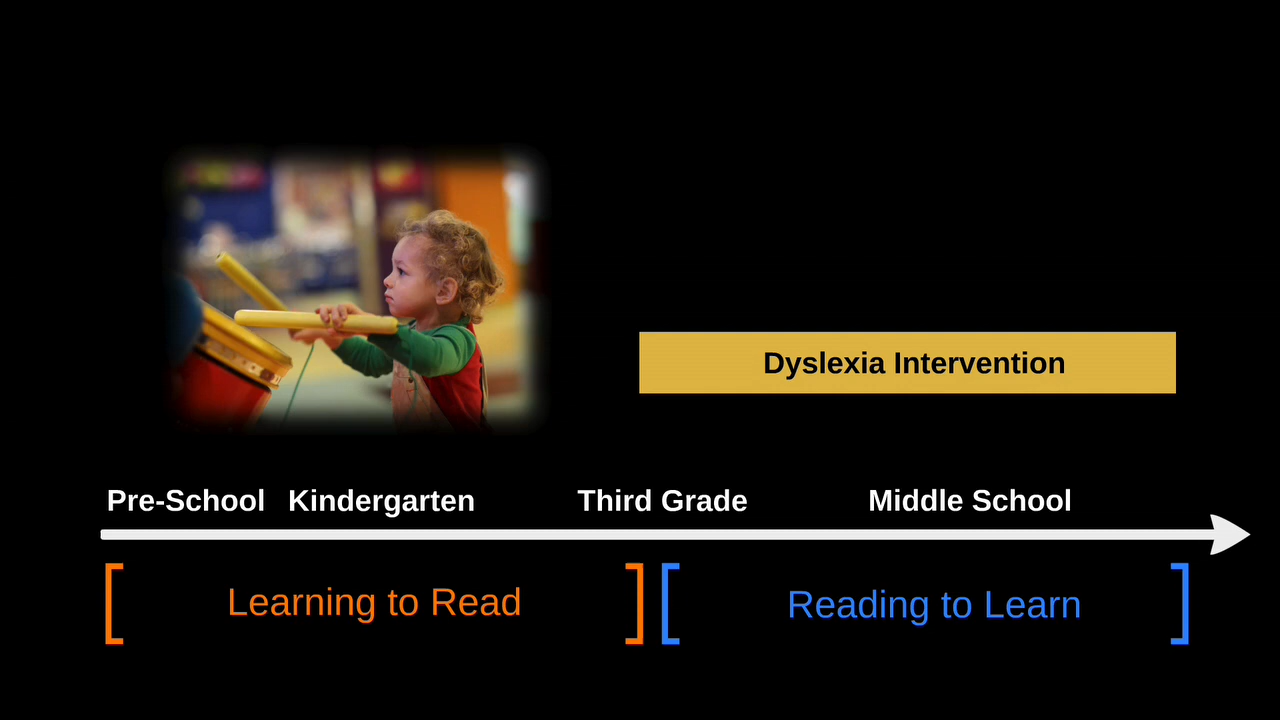 Dyslexia Intervention
Pre-School Kindergarten Third Grade Middle School
Learning to Read Reading to Learn